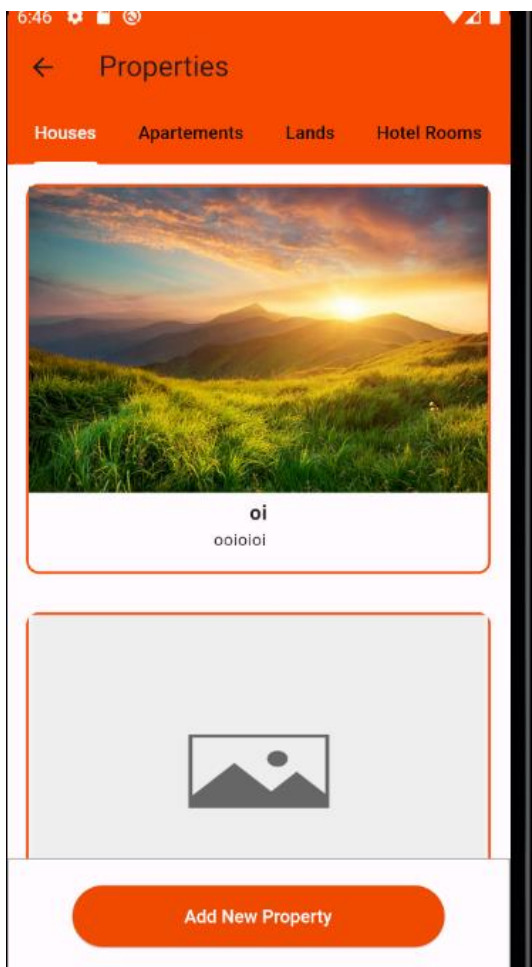 6:46
Properties
Houses Apartements Lands Hotel Rooms
oi
ooioioi
Add New Property